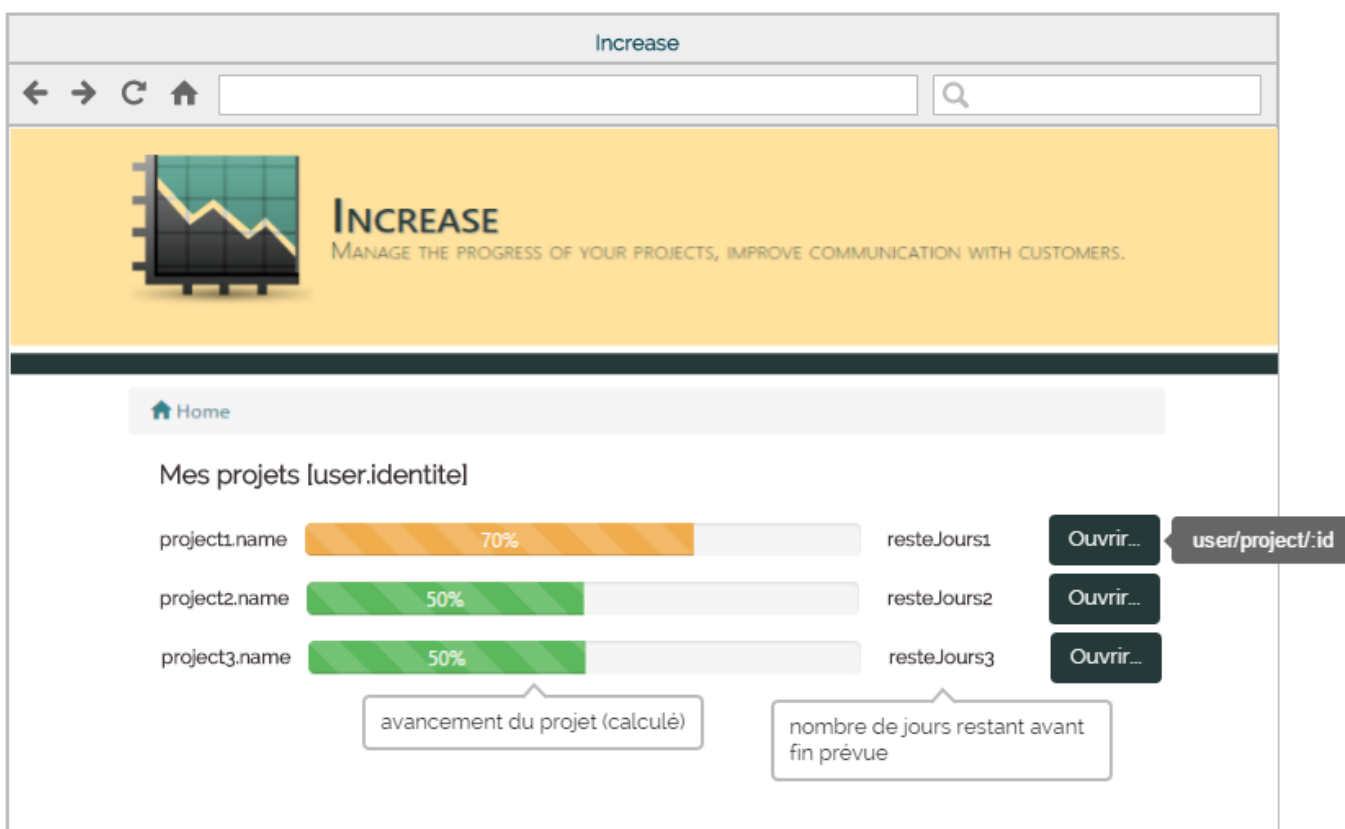 Increase
INCREASE
MANAGE THE PROGRESS OF YOUR PROJECTS, IMPROVE COMMUNICATION WITH CUSTOMERS.
Home
Mes projets [user.identite]
project1.name 70% resteJours1 Ouvrir... user/project/:id
project2.name 50% resteJours2 Ouvrir...
project3.name 50% resteJours3 Ouvrir...
avancement du projet (calculé)
nombre de jours restant avant
fin prévue